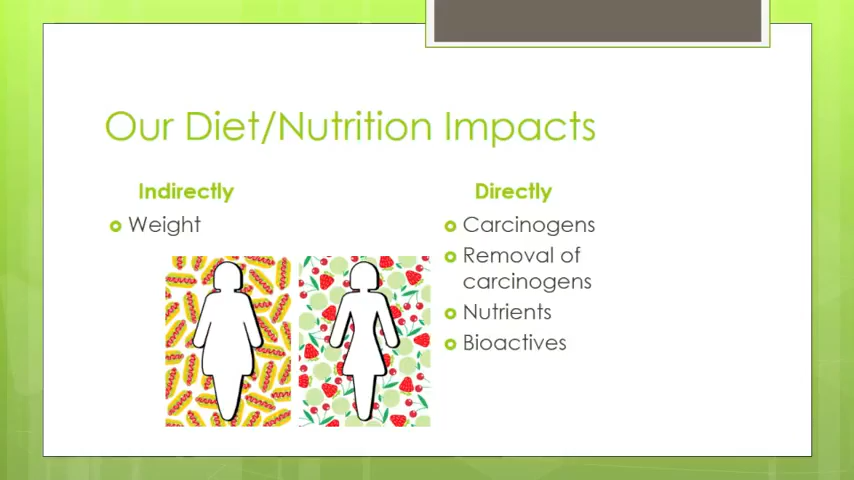 Our Diet/Nutrition Impacts
Indirectly
Weight
Directly
Carcinogens
Removal of
carcinogens
Nutrients
Bioactives